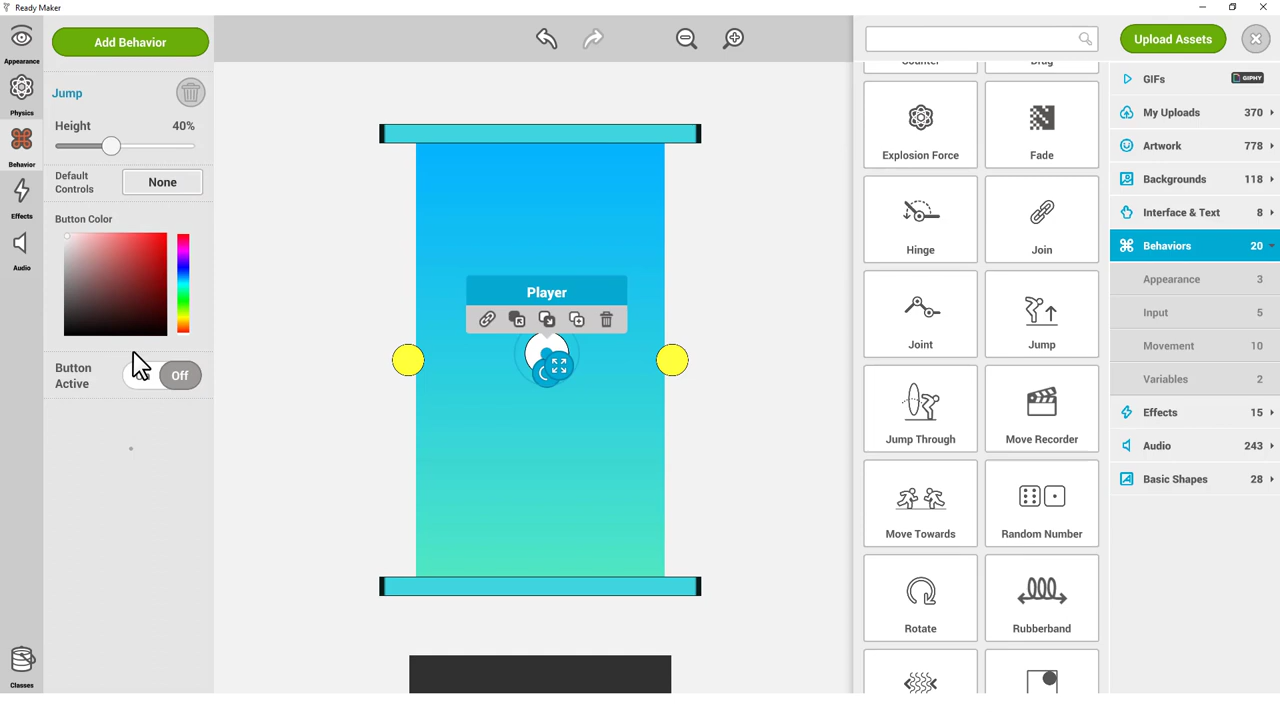 Ready Maker
Appearance
Physics
Behavior
Effects
Audio
Classes
Add Behavior
Jump
Height 40%
Default Controls
None
Button Color
Button Active
Off
Player
Counter
Drag
Explosion Force
Fade
Hinge
Join
Joint
Jump
Jump Through
Move Recorder
Move Towards
Random Number
Rotate
Rubberband
Upload Assets
GIFs GIPHY
My Uploads 370
Artwork 778
Backgrounds 118
Interface & Text 8
Behaviors 20
Appearance 3
Input 5
Movement 10
Variables 2
Effects 15
Audio 243
Basic Shapes 28